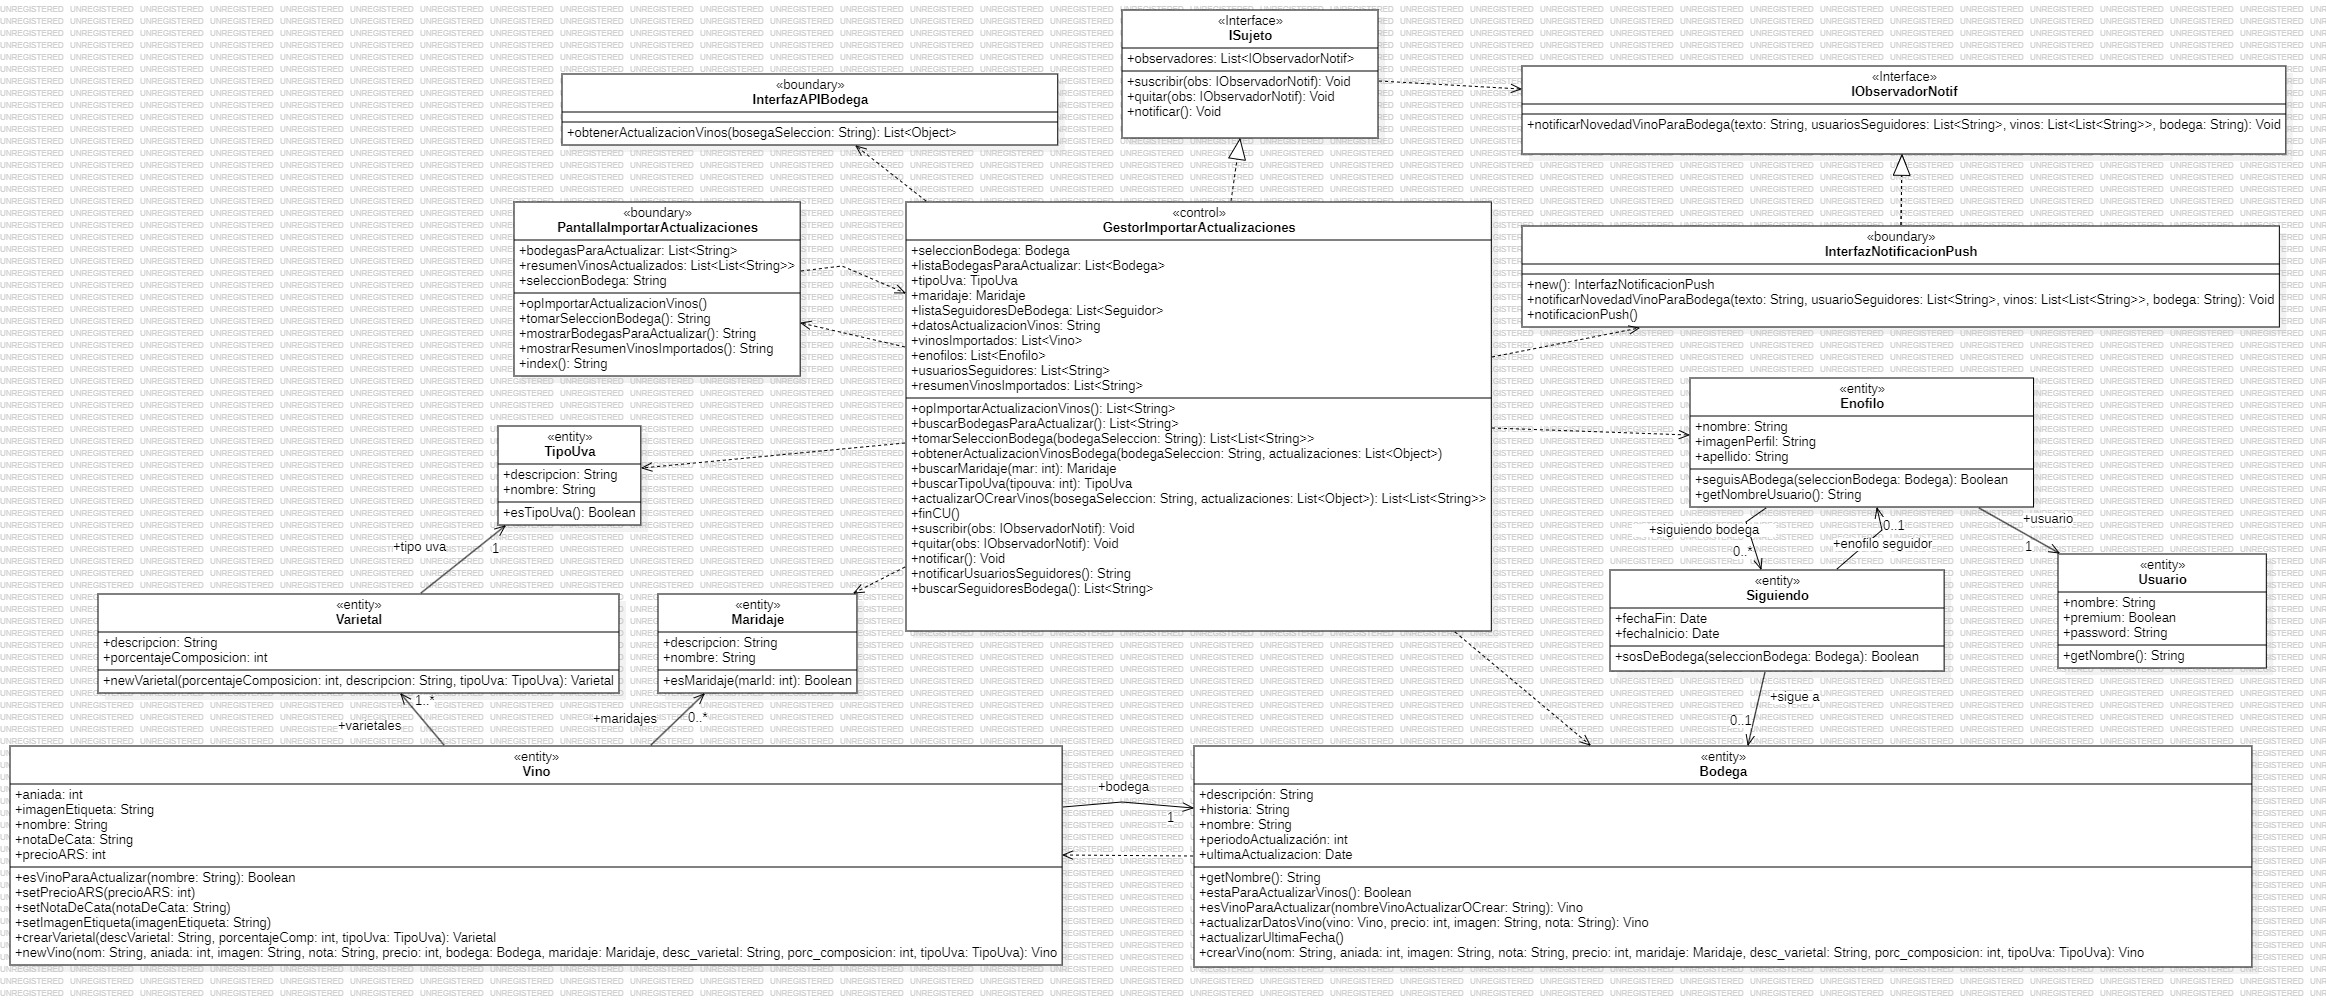 «Interface»
ISujeto
+observadores: List<IObservadorNotif>
+suscribir(obs: IObservadorNotif): Void
+quitar(obs: IObservadorNotif): Void
+notificar(): Void
«Interface»
IObservadorNotif
+notificarNovedadVinoParaBodega(texto: String, usuariosSeguidores: List<String>, vinos: List<List<String>>, bodega: String): Void
«boundary»
InterfazAPIBodega
+obtenerActualizacionVinos(bosegaSeleccion: String): List<Object>
«boundary»
PantallaImportarActualizaciones
+bodegasParaActualizar: List<String>
+resumenVinosActualizados: List<List<String>>
+seleccionBodega: String
+opImportarActualizacionVinos()
+tomarSeleccionBodega(): String
+mostrarBodegasParaActualizar(): String
+mostrarResumenVinosImportados(): String
+index(): String
«control»
GestorImportarActualizaciones
+seleccionBodega: Bodega
+listaBodegasParaActualizar: List<Bodega>
+tipoUva: TipoUva
+maridaje: Maridaje
+listaSeguidoresDeBodega: List<Seguidor>
+datosActualizacionVinos: String
+vinosImportados: List<Vino>
+enofilos: List<Enofilo>
+usuariosSeguidores: List<String>
+resumenVinosImportados: List<String>
+opImportarActualizacionVinos(): List<String>
+buscarBodegasParaActualizar(): List<String>
+tomarSeleccionBodega(bodegaSeleccion: String): List<List<String>>
+obtenerActualizacionVinosBodega(bodegaSeleccion: String, actualizaciones: List<Object>)
+buscarMaridaje(mar: int): Maridaje
+buscarTipoUva(tipouva: int): TipoUva
+actualizarOCrearVinos(bosegaSeleccion: String, actualizaciones: List<Object>): List<List<String>>
+finCU()
+suscribir(obs: IObservadorNotif): Void
+quitar(obs: IObservadorNotif): Void
+notificar(): Void
+notificarUsuariosSeguidores(): String
+buscarSeguidoresBodega(): List<String>
«boundary»
InterfazNotificacionPush
+new(): InterfazNotificacionPush
+notificarNovedadVinoParaBodega(texto: String, usuarioSeguidores: List<String>, vinos: List<List<String>>, bodega: String): Void
+notificacionPush()
«entity»
Enofilo
+nombre: String
+imagenPerfil: String
+apellido: String
+seguisABodega(seleccionBodega: Bodega): Boolean
+getNombreUsuario(): String
«entity»
TipoUva
+descripcion: String
+nombre: String
+esTipoUva(): Boolean
+tipo uva
1
+siguiendo bodega
0..*
0..1
+enofilo seguidor
+usuario
1
«entity»
Varietal
+descripcion: String
+porcentajeComposicion: int
+newVarietal(porcentajeComposicion: int, descripcion: String, tipoUva: TipoUva): Varietal
«entity»
Maridaje
+descripcion: String
+nombre: String
+esMaridaje(marId: int): Boolean
«entity»
Siguiendo
+fechaFin: Date
+fechaInicio: Date
+sosDeBodega(seleccionBodega: Bodega): Boolean
«entity»
Usuario
+nombre: String
+premium: Boolean
+password: String
+getNombre(): String
1..*
+varietales
+maridajes
0..*
+sigue a
0..1
«entity»
Vino
+aniada: int
+imagenEtiqueta: String
+nombre: String
+notaDeCata: String
+precioARS: int
+esVinoParaActualizar(nombre: String): Boolean
+setPrecioARS(precioARS: int)
+setNotaDeCata(notaDeCata: String)
+setImagenEtiqueta(imagenEtiqueta: String)
+crearVarietal(descVarietal: String, porcentajeComp: int, tipoUva: TipoUva): Varietal
+newVino(nom: String, aniada: int, imagen: String, nota: String, precio: int, bodega: Bodega, maridaje: Maridaje, desc_varietal: String, porc_composicion: int, tipoUva: TipoUva): Vino
+bodega
1
«entity»
Bodega
+descripción: String
+historia: String
+nombre: String
+periodoActualización: int
+ultimaActualizacion: Date
+getNombre(): String
+estaParaActualizarVinos(): Boolean
+esVinoParaActualizar(nombreVinoActualizarOCrear: String): Vino
+actualizarDatosVino(vino: Vino, precio: int, imagen: String, nota: String): Vino
+actualizarUltimaFecha()
+crearVino(nom: String, aniada: int, imagen: String, nota: String, precio: int, maridaje: Maridaje, desc_varietal: String, porc_composicion: int, tipoUva: TipoUva): Vino
UNREGISTERED